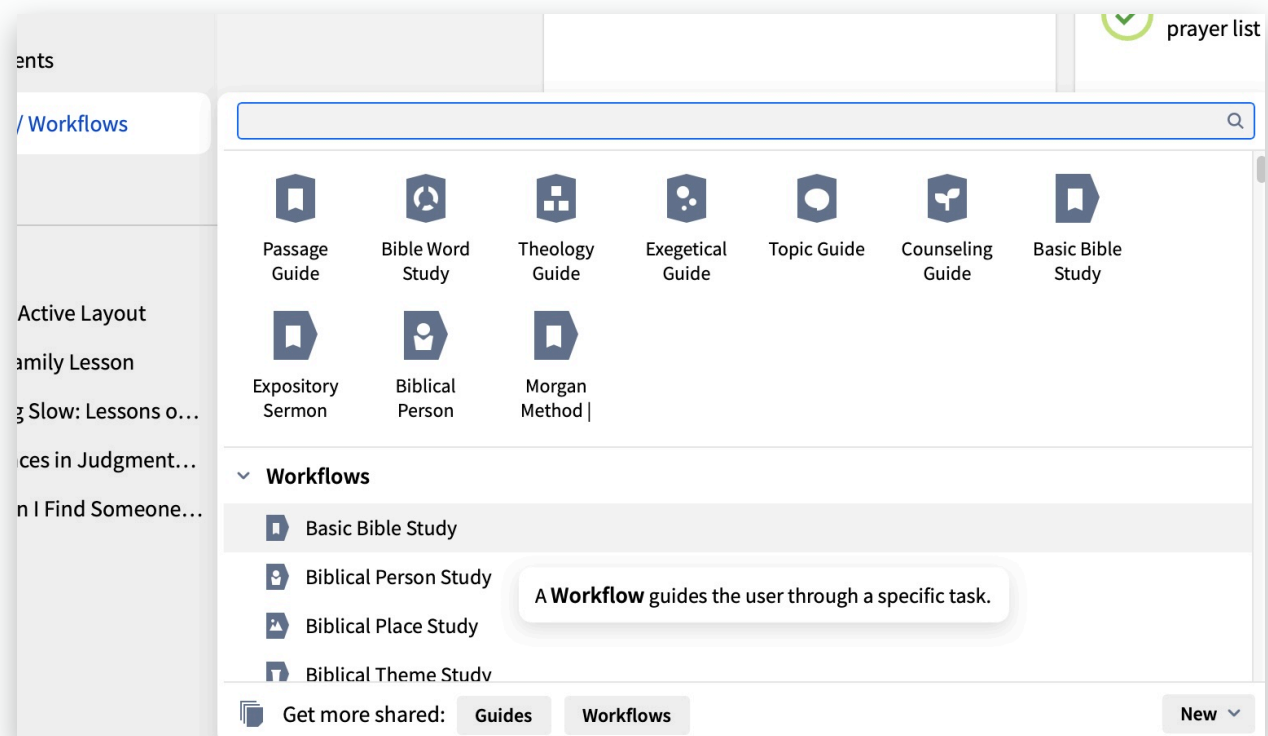 prayer list
ents
/ Workflows
Passage Guide
Bible Word Study
Theology Guide
Exegetical Guide
Topic Guide
Counseling Guide
Basic Bible Study
Expository Sermon
Biblical Person
Morgan Method |
Active Layout
amily Lesson
g Slow: Lessons o...
ces in Judgment...
n I Find Someone...
Workflows
Basic Bible Study
Biblical Person Study
A Workflow guides the user through a specific task.
Biblical Place Study
Biblical Theme Study
Get more shared:
Guides
Workflows
New